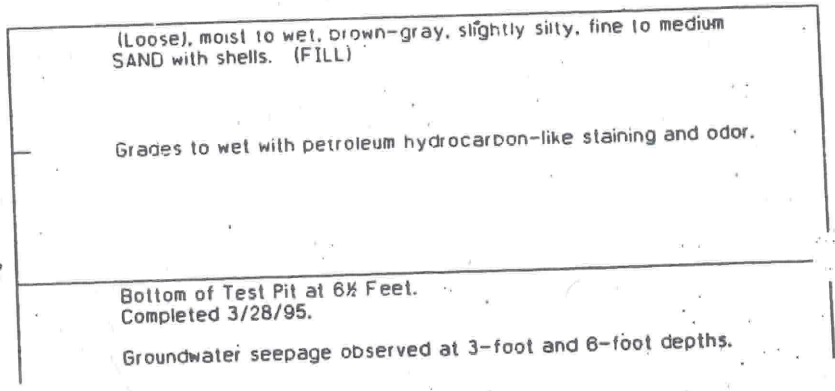 (Loose), moist to wet, brown-gray, slightly silty, fine to medium
SAND with shells. (FILL)
Grades to wet with petroleum hydrocarbon-like staining and odor.
Bottom of Test Pit at 6½ Feet.
Completed 3/28/95.
Groundwater seepage observed at 3-foot and 6-foot depths.